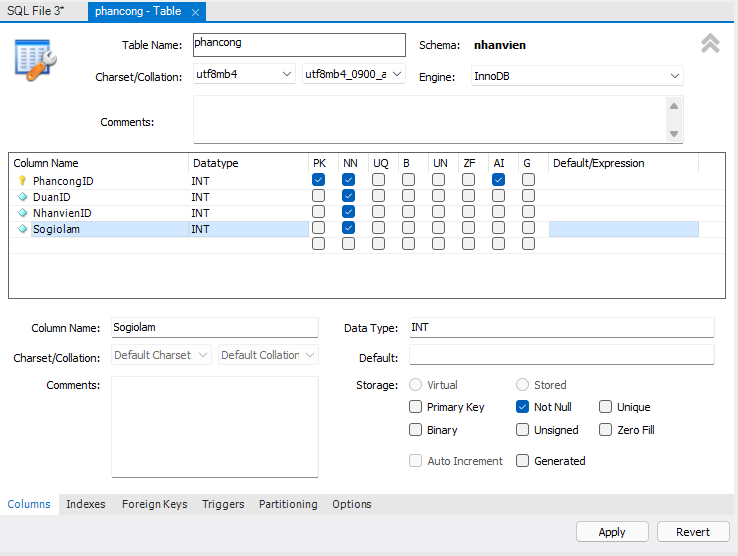 SQL File 3*
phancong - Table
Table Name: phancong Schema: nhanvien
Charset/Collation: utf8mb4 utf8mb4_0900_a Engine: InnoDB
Comments:
Column Name Datatype PK NN UQ B UN ZF AI G Default/Expression
PhancongID INT
DuanID INT
NhanvienID INT
Sogiolam INT
Column Name: Sogiolam Data Type: INT
Charset/Collation: Default Charset Default Collation Default:
Comments: Storage: Virtual Stored
Primary Key Not Null Unique
Binary Unsigned Zero Fill
Auto Increment Generated
Columns Indexes Foreign Keys Triggers Partitioning Options
Apply Revert